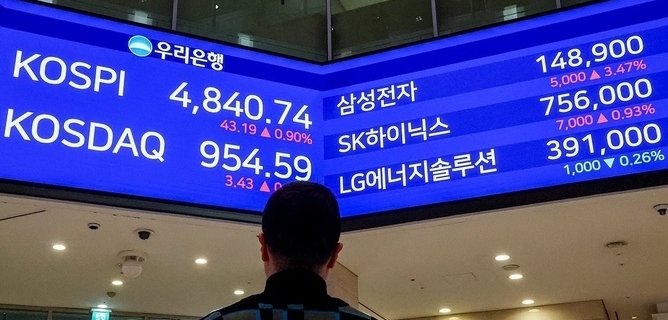 우리은행
KOSPI 4,840.74
43.19 ▲ 0.90%
KOSDAQ 954.59
3.43 ▲
삼성전자 148,900
5,000 ▲ 3.47%
SK하이닉스 756,000
7,000 ▲ 0.93%
LG에너지솔루션 391,000
1,000 ▼ 0.26%